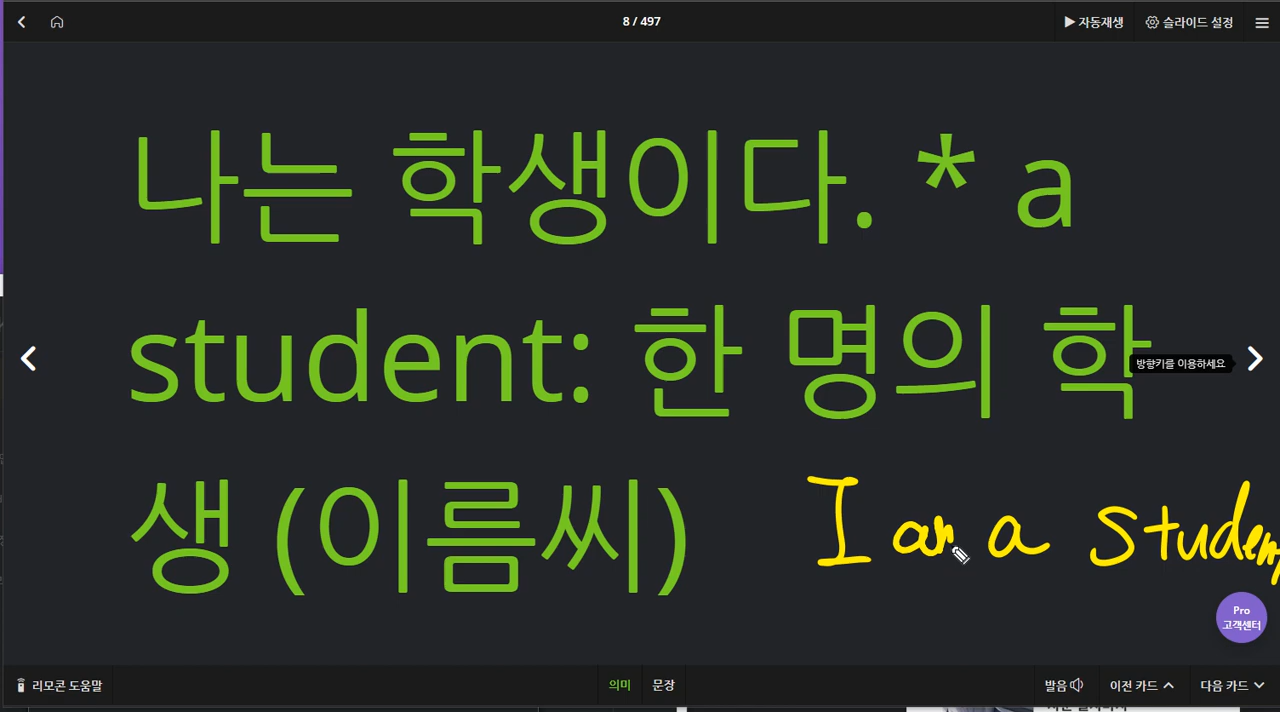 8 / 497
▶ 자동재생
슬라이드 설정
나는 학생이다. * a
student: 한 명의 학
생 (이름씨)
방향키를 이용하세요
I am a student
Pro
고객센터
리모콘 도움말
의미
문장
발음
이전 카드
다음 카드